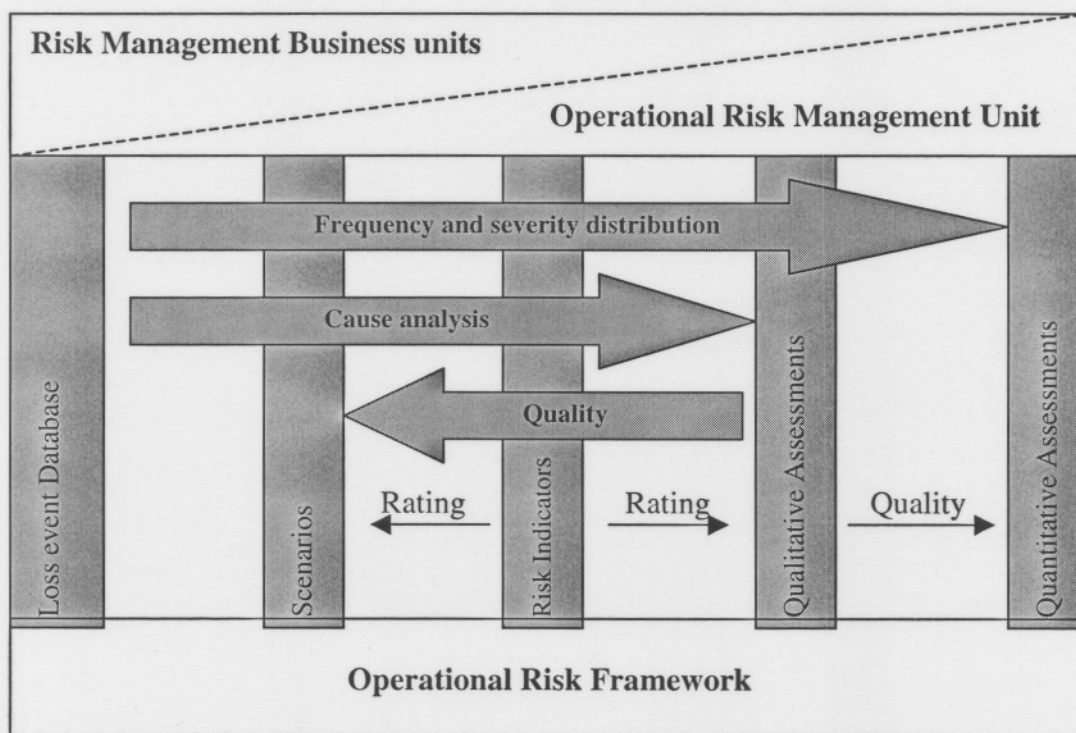 Risk Management Business units
Operational Risk Management Unit
Frequency and severity distribution
Cause analysis
Quality
Rating
Rating
Quality
Loss event Database
Scenarios
Risk Indicators
Qualitative Assessments
Quantitative Assessments
Operational Risk Framework